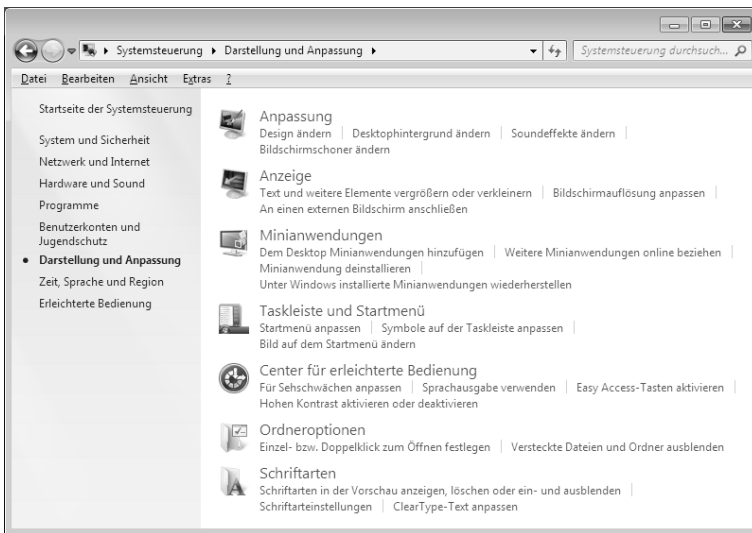 Systemsteuerung Darstellung und Anpassung Systemsteuerung durchsuch...
Datei Bearbeiten Ansicht Extras ?
Startseite der Systemsteuerung
System und Sicherheit
Netzwerk und Internet
Hardware und Sound
Programme
Benutzerkonten und
Jugendschutz
Darstellung und Anpassung
Zeit, Sprache und Region
Erleichterte Bedienung
Anpassung
Design ändern Desktophintergrund ändern Soundeffekte ändern
Bildschirmschoner ändern
Anzeige
Text und weitere Elemente vergrößern oder verkleinern Bildschirmauflösung anpassen
An einen externen Bildschirm anschließen
Minianwendungen
Dem Desktop Minianwendungen hinzufügen Weitere Minianwendungen online beziehen
Minianwendung deinstallieren
Unter Windows installierte Minianwendungen wiederherstellen
Taskleiste und Startmenü
Startmenü anpassen Symbole auf der Taskleiste anpassen
Bild auf dem Startmenü ändern
Center für erleichterte Bedienung
Für Sehschwächen anpassen Sprachausgabe verwenden Easy Access-Tasten aktivieren
Hohen Kontrast aktivieren oder deaktivieren
Ordneroptionen
Einzel- bzw. Doppelklick zum Öffnen festlegen Versteckte Dateien und Ordner ausblenden
Schriftarten
Schriftarten in der Vorschau anzeigen, löschen oder ein- und ausblenden
Schriftarteinstellungen ClearType-Text anpassen